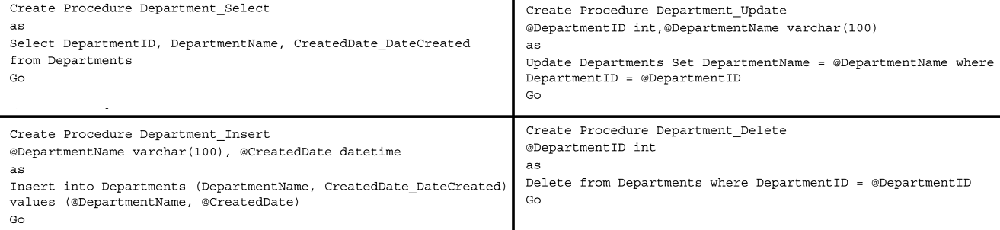 Create Procedure Department_Select
as
Select DepartmentID, DepartmentName, CreatedDate_DateCreated
from Departments
Go
Create Procedure Department_Update
@DepartmentID int,@DepartmentName varchar(100)
as
Update Departments Set DepartmentName = @DepartmentName where
DepartmentID = @DepartmentID
Go
Create Procedure Department_Insert
@DepartmentName varchar(100), @CreatedDate datetime
as
Insert into Departments (DepartmentName, CreatedDate_DateCreated)
values (@DepartmentName, @CreatedDate)
Go
Create Procedure Department_Delete
@DepartmentID int
as
Delete from Departments where DepartmentID = @DepartmentID
Go